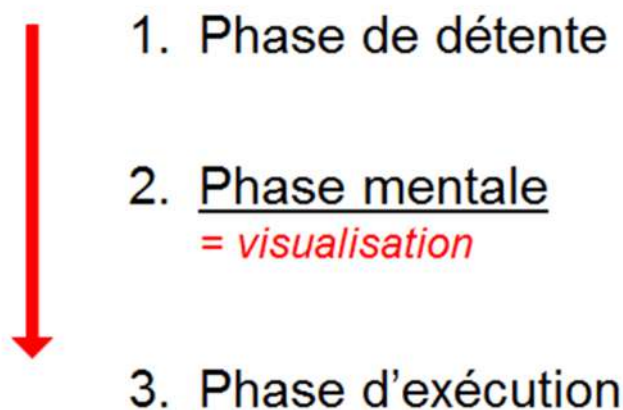 1. Phase de détente
2. Phase mentale
= visualisation
3. Phase d'exécution